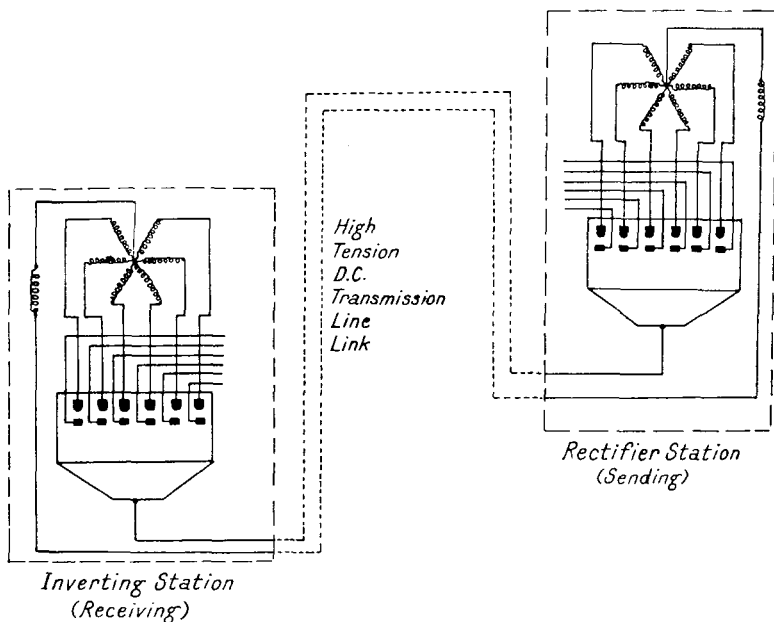 High
Tension
D.C.
Transmission
Line
Link
Rectifier Station
(Sending)
Inverting Station
(Receiving)